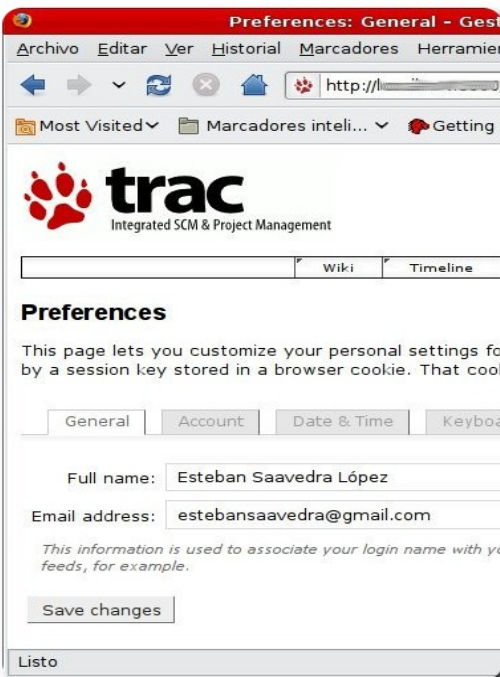 Preferences: General - Gest
Archivo Editar Ver Historial Marcadores Herramie
http://
Most Visited Marcadores inteli... Getting
trac
Integrated SCM & Project Management
Wiki Timeline
Preferences
This page lets you customize your personal settings fo
by a session key stored in a browser cookie. That cool
General Account Date & Time Keyboa
Full name: Esteban Saavedra López
Email address: estebansaavedra@gmail.com
This information is used to associate your login name with yo
feeds, for example.
Save changes
Listo